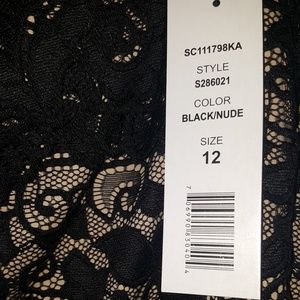 SC111798KA
STYLE
S286021
COLOR
BLACK/NUDE
SIZE
12